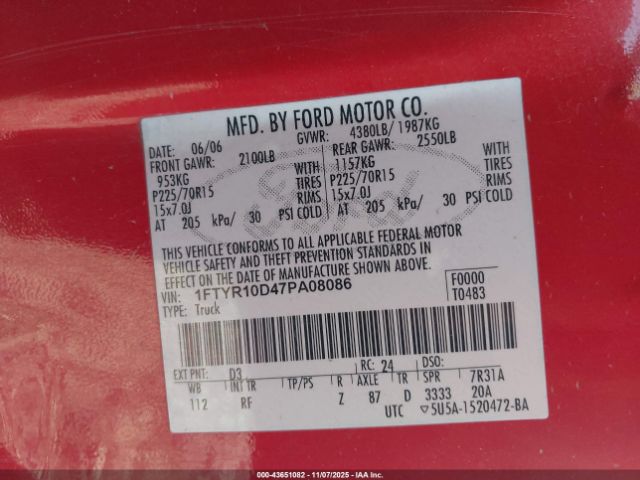 MFD. BY FORD MOTOR CO.
DATE: 06/06 GVWR: 4380LB/ 1987KG
FRONT GAWR: 2100LB REAR GAWR: 2550LB
953KG WITH 1157KG WITH
P225/70R15 TIRES P225/70R15 TIRES
15x7.0J RIMS 15x7.0J RIMS
AT 205 kPa/ 30 PSI COLD AT 205 kPa/ 30 PSI COLD
THIS VEHICLE CONFORMS TO ALL APPLICABLE FEDERAL MOTOR
VEHICLE SAFETY AND THEFT PREVENTION STANDARDS IN
EFFECT ON THE DATE OF MANUFACTURE SHOWN ABOVE.
VIN: 1FTYR10D47PA08086 F0000
TYPE: Truck T0483
EXT PNT: D3 RC: 24 DSO:
WB INT TR TP/PS R AXLE TR SPR 7R31A
112 RF Z 87 D 3333 20A
UTC ▽5U5A-1520472-BA
00-43651082 - 11/07/2025 - IAA Inc.